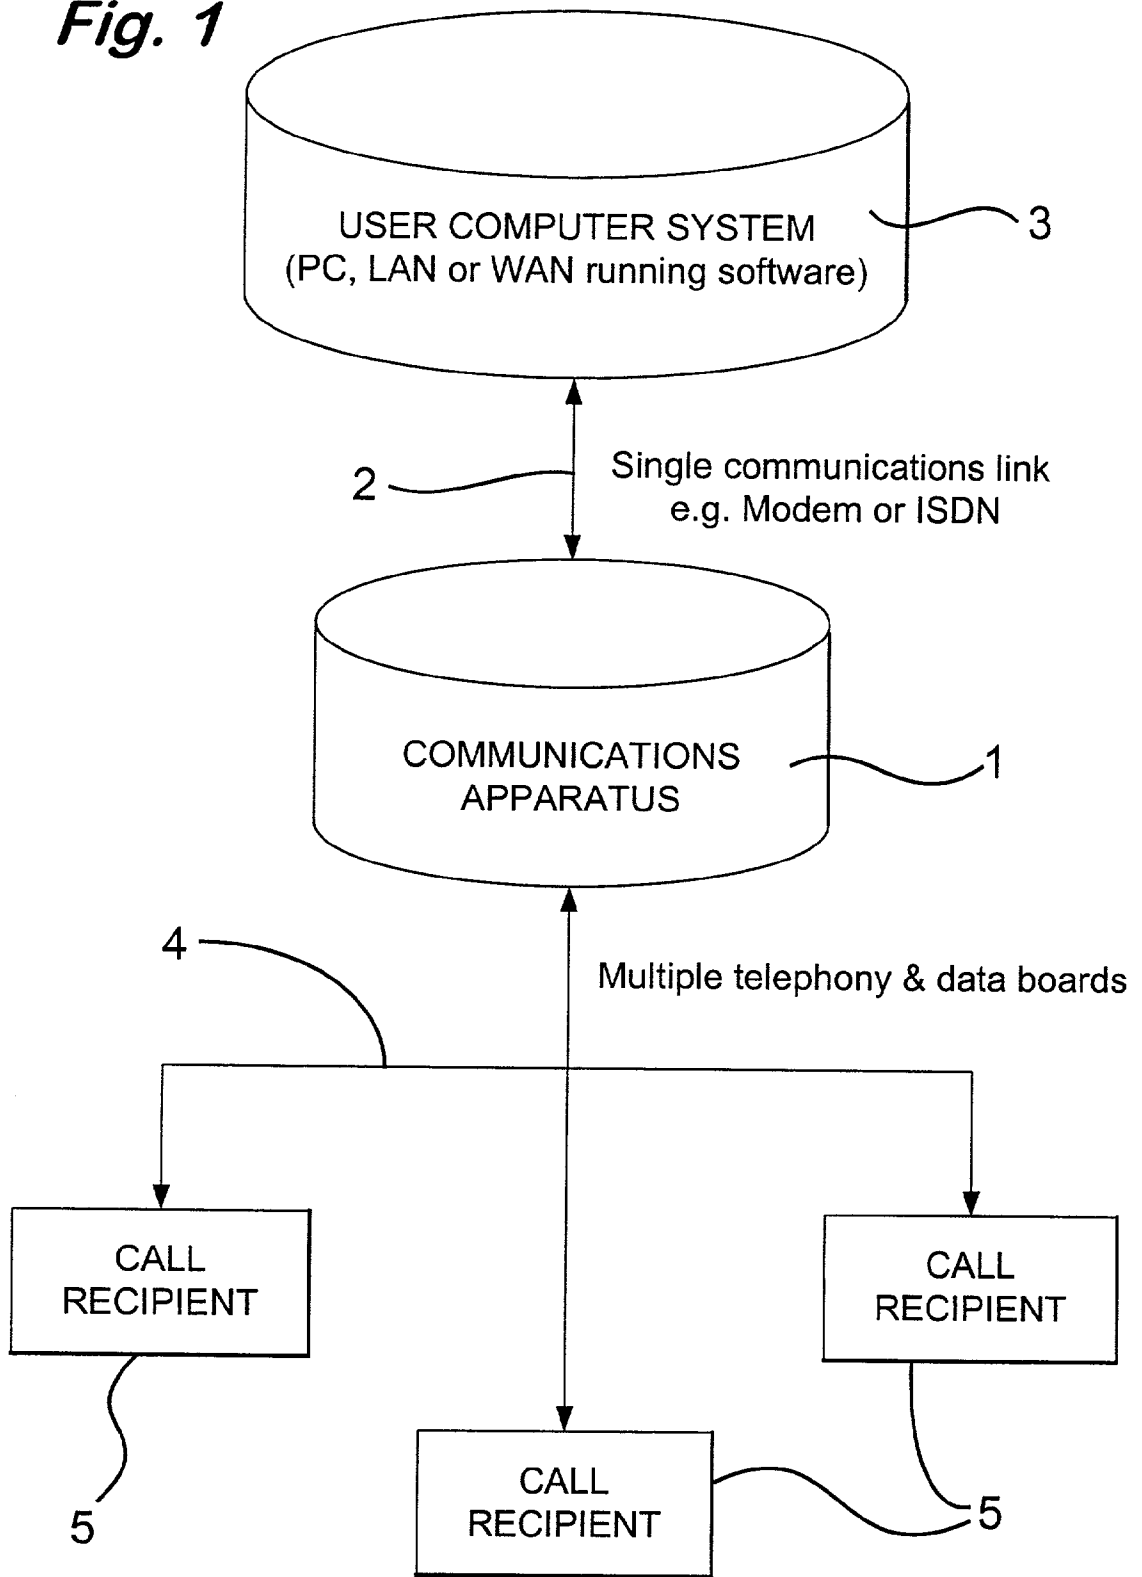 Fig. 1
USER COMPUTER SYSTEM
(PC, LAN or WAN running software)
3
2
Single communications link
e.g. Modem or ISDN
COMMUNICATIONS
APPARATUS
1
4
Multiple telephony & data boards
CALL
RECIPIENT
CALL
RECIPIENT
CALL
RECIPIENT
5
5